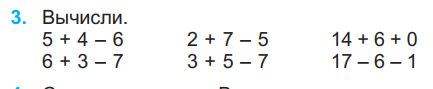 3. Вычисли.
5 + 4 – 6 2 + 7 – 5 14 + 6 + 0
6 + 3 – 7 3 + 5 – 7 17 – 6 – 1